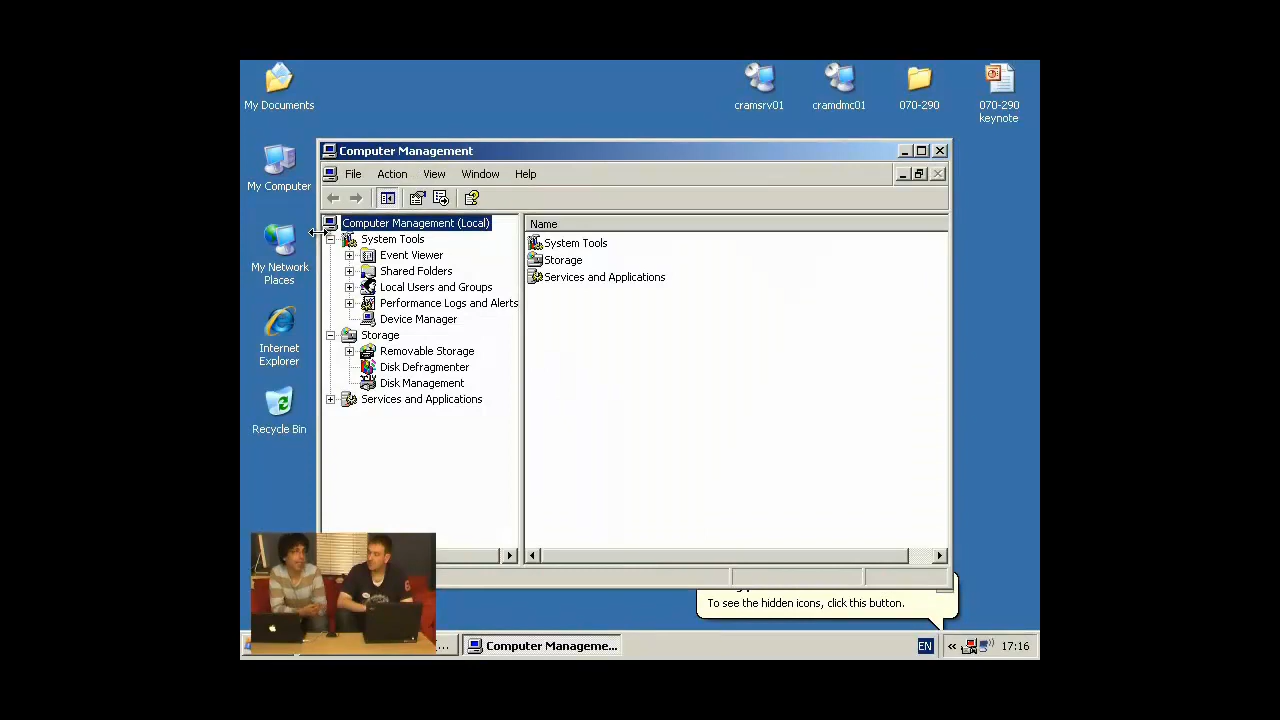 My Documents
cramsrv01
cramdmc01
070-290
070-290
keynote
My Computer
My Network
Places
Internet
Explorer
Recycle Bin
Computer Management
File Action View Window Help
Computer Management (Local)
System Tools
Event Viewer
Shared Folders
Local Users and Groups
Performance Logs and Alerts
Device Manager
Storage
Removable Storage
Disk Defragmenter
Disk Management
Services and Applications
Name
System Tools
Storage
Services and Applications
To see the hidden icons, click this button.
... Computer Manageme... EN « 17:16